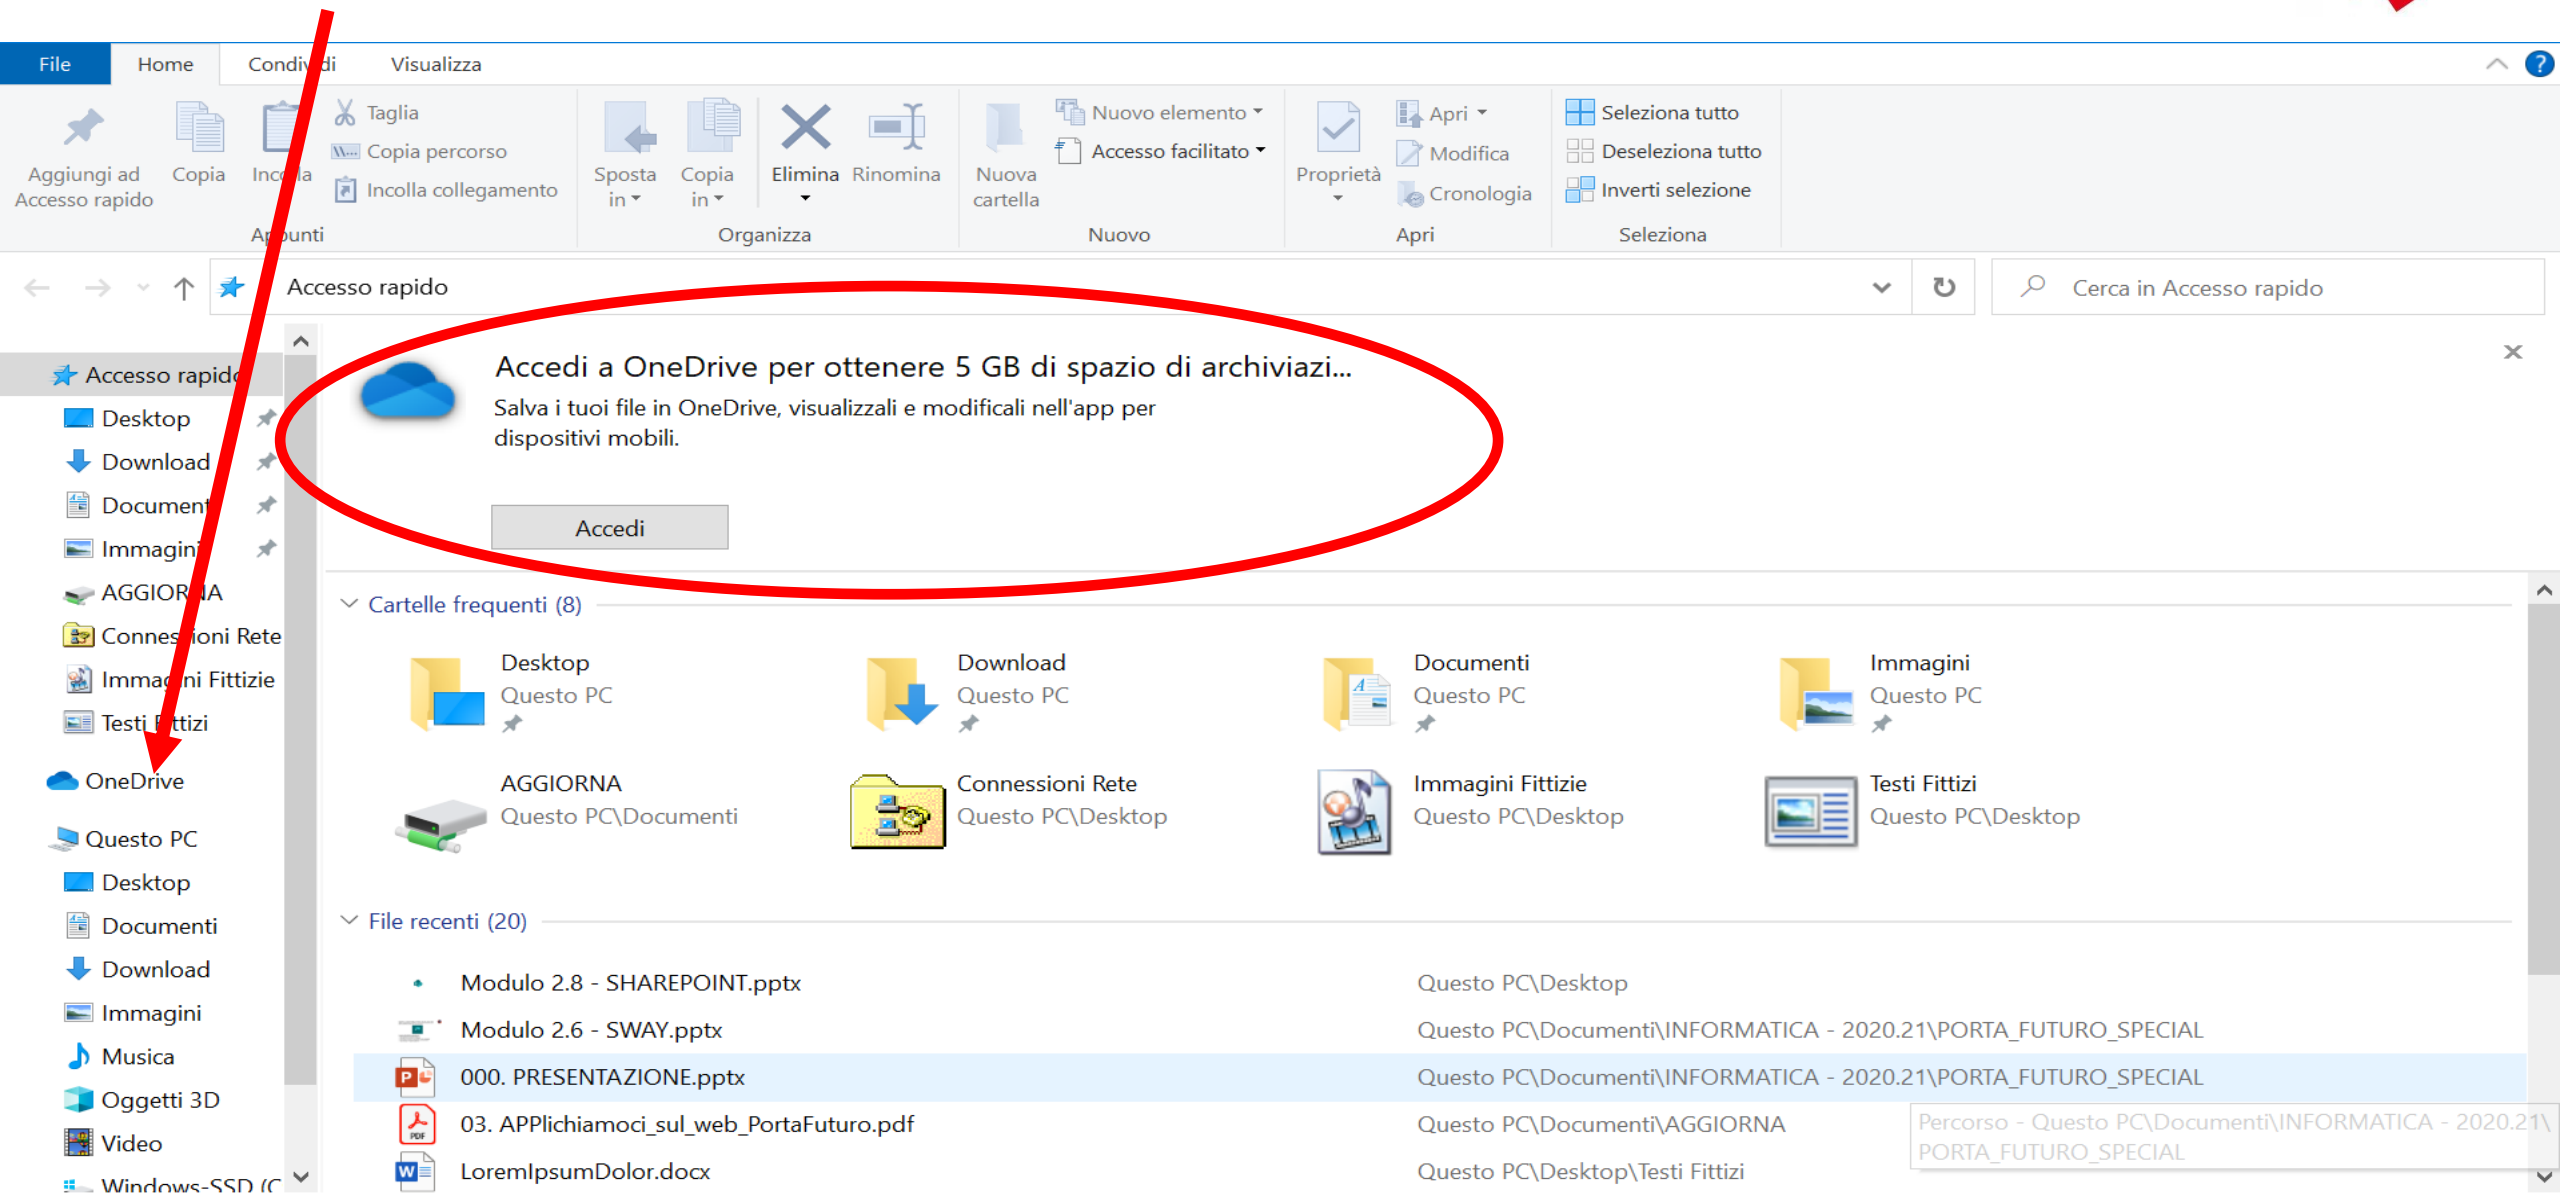 File Home Condividi Visualizza
Aggiungi ad
Accesso rapido
Copia
Incolla
Taglia
Copia percorso
Incolla collegamento
Appunti
Sposta
in
Copia
in
Elimina
Rinomina
Organizza
Nuova
cartella
Nuovo elemento
Accesso facilitato
Nuovo
Proprietà
Apri
Modifica
Cronologia
Apri
Seleziona tutto
Deseleziona tutto
Inverti selezione
Seleziona
Accesso rapido
Cerca in Accesso rapido
Accesso rapido
Desktop
Download
Documenti
Immagini
AGGIORNA
Connessioni Rete
Immagini Fittizie
Testi Fittizi
OneDrive
Questo PC
Desktop
Documenti
Download
Immagini
Musica
Oggetti 3D
Video
Windows-SSD (C
Accedi a OneDrive per ottenere 5 GB di spazio di archiviazi...
Salva i tuoi file in OneDrive, visualizzali e modificali nell'app per
dispositivi mobili.
Accedi
Cartelle frequenti (8)
Desktop
Questo PC
Download
Questo PC
Documenti
Questo PC
Immagini
Questo PC
AGGIORNA
Questo PC\Documenti
Connessioni Rete
Questo PC\Desktop
Immagini Fittizie
Questo PC\Desktop
Testi Fittizi
Questo PC\Desktop
File recenti (20)
Modulo 2.8 - SHAREPOINT.pptx Questo PC\Desktop
Modulo 2.6 - SWAY.pptx Questo PC\Documenti\INFORMATICA - 2020.21\PORTA_FUTURO_SPECIAL
000. PRESENTAZIONE.pptx Questo PC\Documenti\INFORMATICA - 2020.21\PORTA_FUTURO_SPECIAL
03. APPlichiamoci_sul_web_PortaFuturo.pdf Questo PC\Documenti\AGGIORNA
LoremIpsumDolor.docx Questo PC\Desktop\Testi Fittizi
Percorso - Questo PC\Documenti\INFORMATICA - 2020.21\
PORTA_FUTURO_SPECIAL